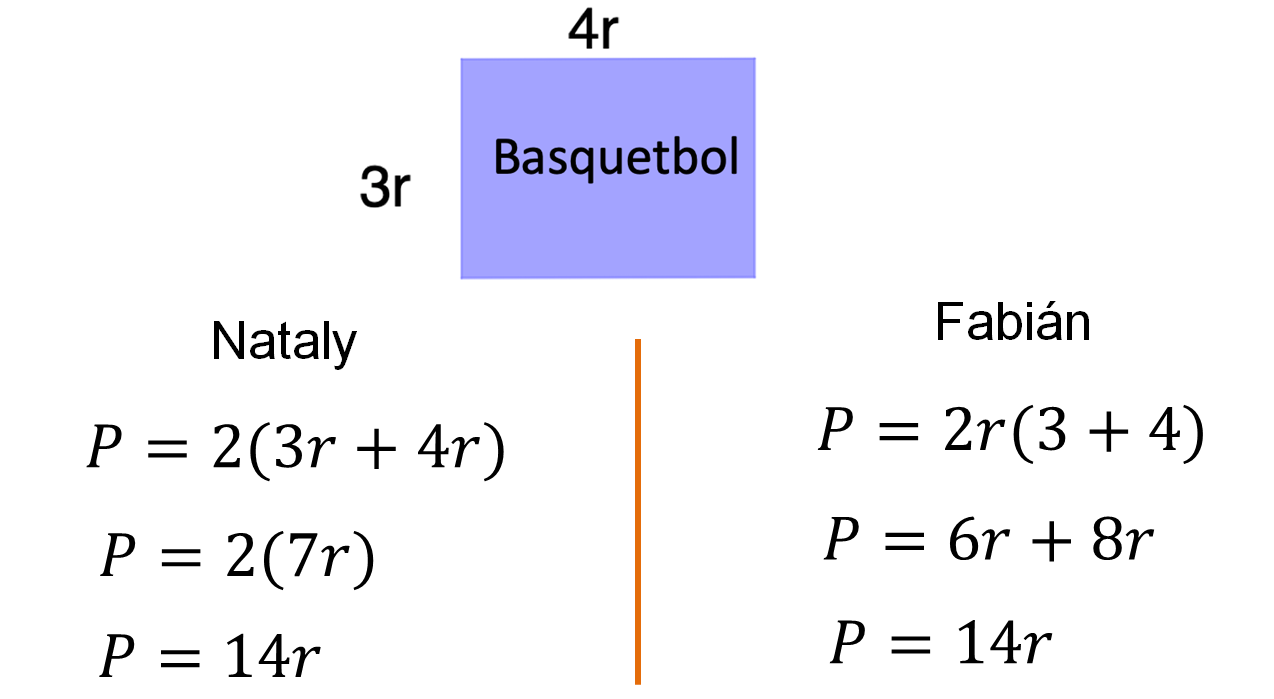 4r
Basquetbol
3r
Nataly
P = 2(3r + 4r)
P = 2(7r)
P = 14r
Fabián
P = 2r(3 + 4)
P = 6r + 8r
P = 14r